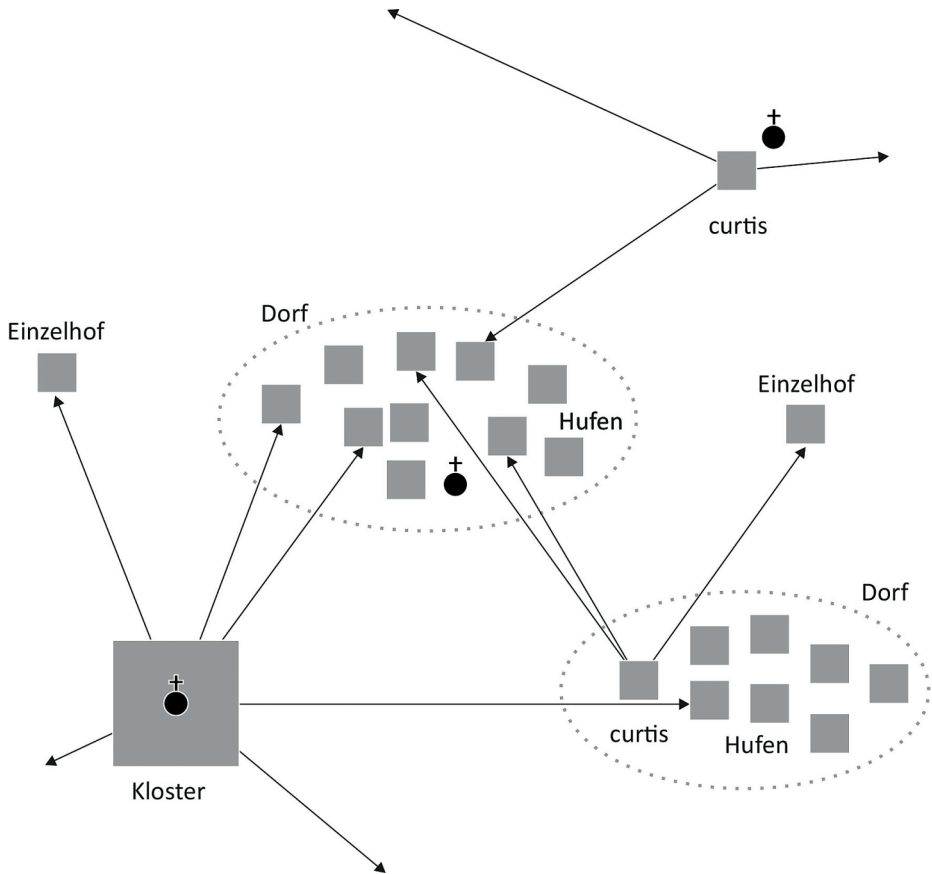 curtis
Dorf
Einzelhof
Einzelhof
Hufen
Dorf
curtis
Hufen
Kloster